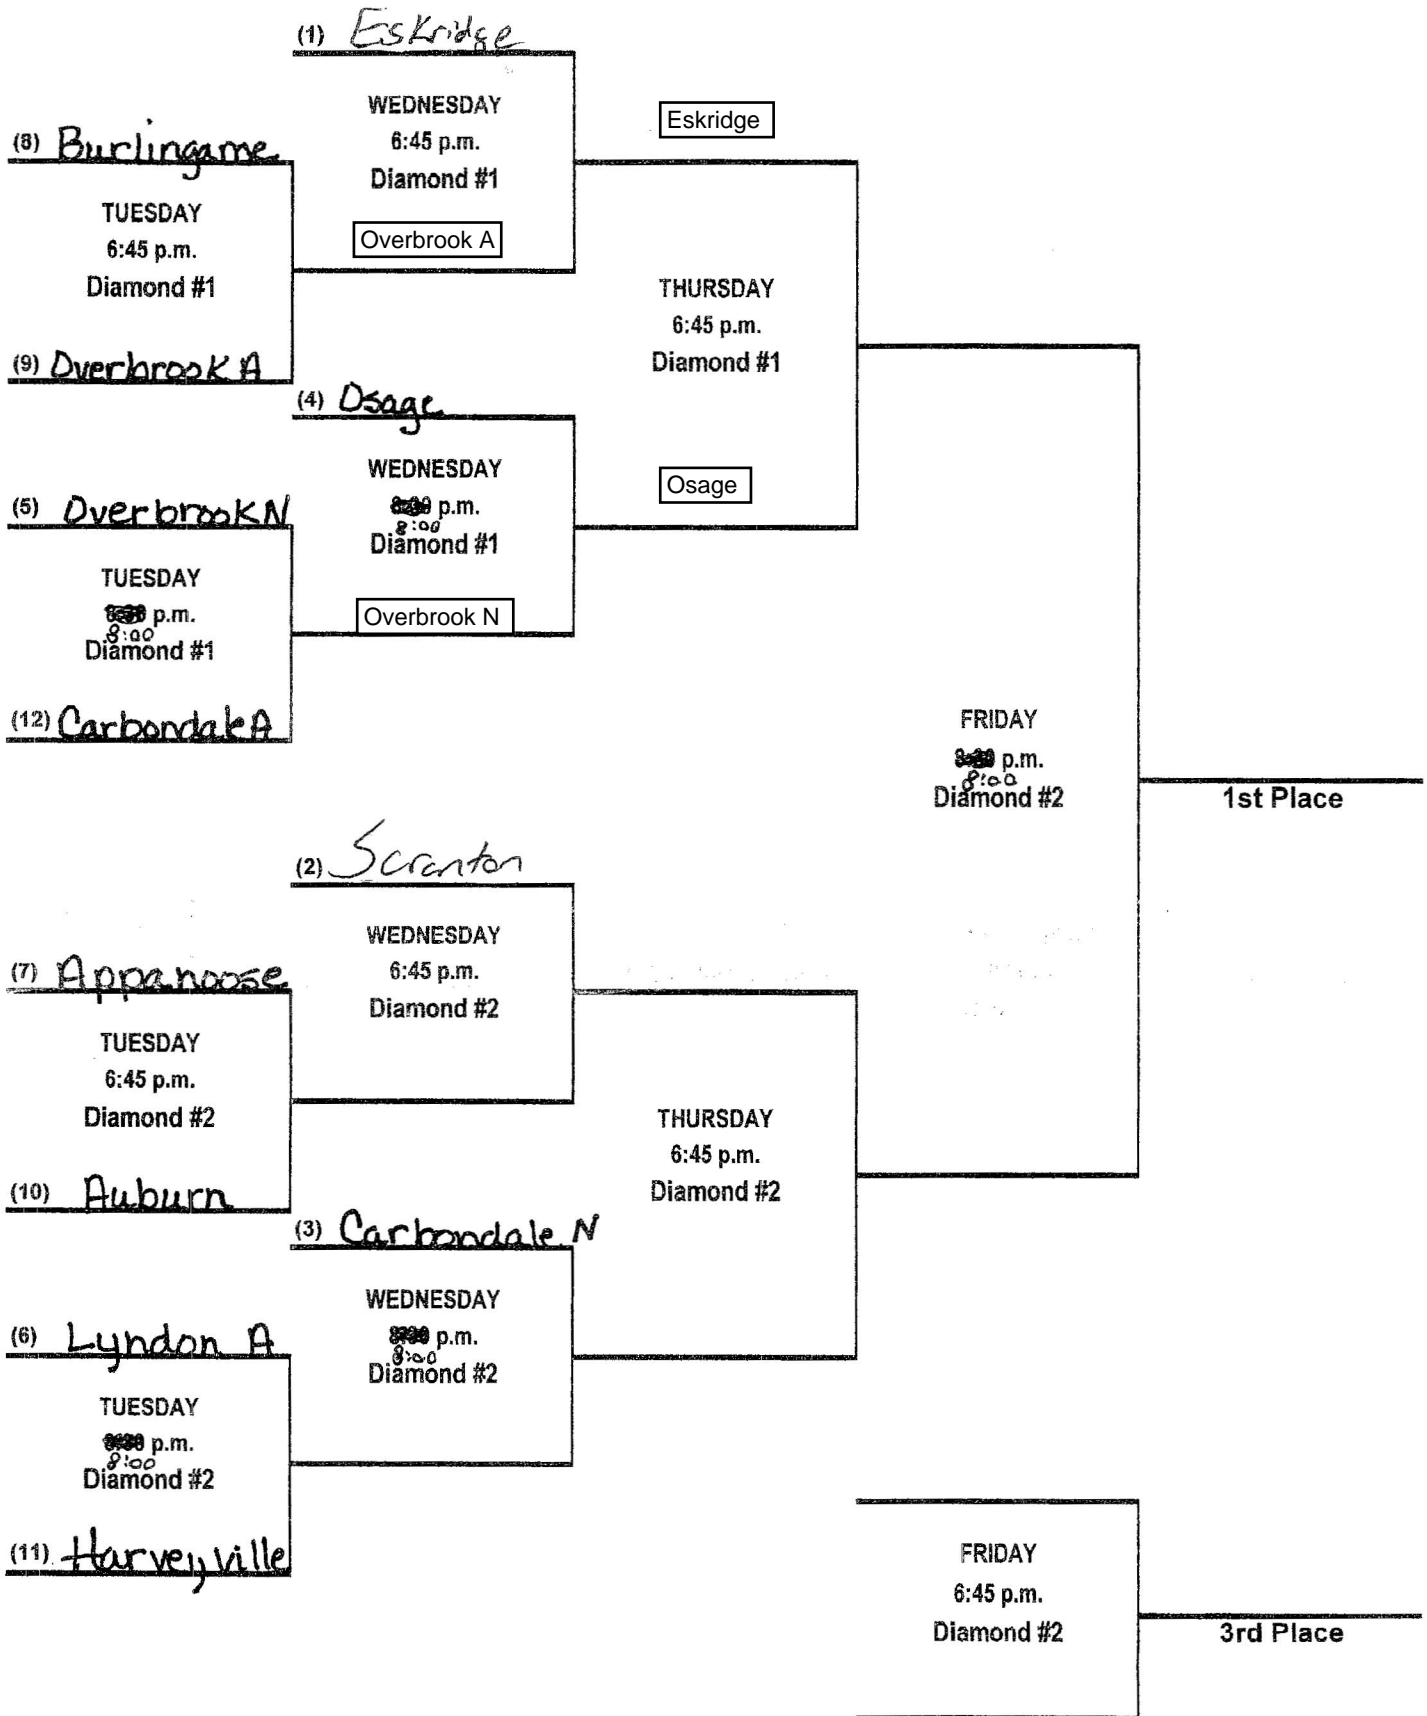 (1) Eskridge
WEDNESDAY
6:45 p.m.
Diamond #1
Eskridge
(8) Burlingame
TUESDAY
6:45 p.m.
Diamond #1
Overbrook A
(9) Overbrook A
THURSDAY
6:45 p.m.
Diamond #1
(4) Osage
WEDNESDAY
p.m.
8:00
Diamond #1
Osage
(5) Overbrook N
TUESDAY
p.m.
8:00
Diamond #1
Overbrook N
(12) Carbondale A
FRIDAY
p.m.
8:00
Diamond #2
1st Place
(2) Scranton
WEDNESDAY
6:45 p.m.
Diamond #2
(7) Appanoose
TUESDAY
6:45 p.m.
Diamond #2
(10) Auburn
THURSDAY
6:45 p.m.
Diamond #2
(3) Carbondale N
WEDNESDAY
p.m.
8:00
Diamond #2
(6) Lyndon A
TUESDAY
p.m.
8:00
Diamond #2
(11) Harveyville
FRIDAY
6:45 p.m.
Diamond #2
3rd Place